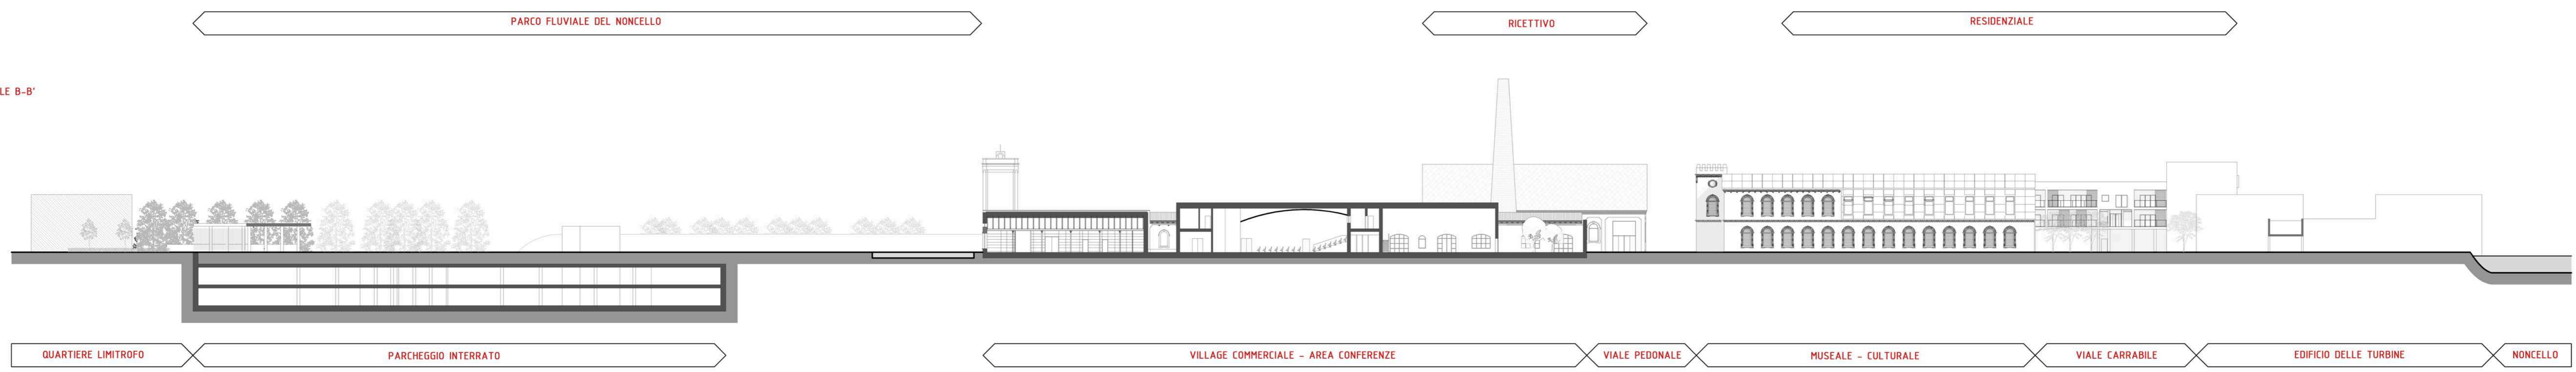 PARCO FLUVIALE DEL NONCELLO
RICETTIVO
RESIDENZIALE
LE B-B'
QUARTIERE LIMITROFO
PARCHEGGIO INTERRATO
VILLAGE COMMERCIALE - AREA CONFERENZE
VIALE PEDONALE
MUSEALE - CULTURALE
VIALE CARRABILE
EDIFICIO DELLE TURBINE
NONCELLO